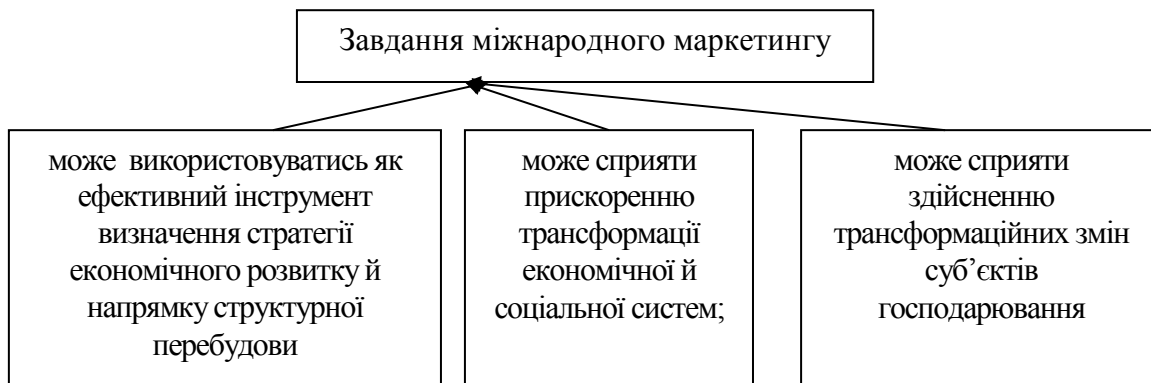 Завдання міжнародного маркетингу
може використовуватись як
ефективний інструмент
визначення стратегії
економічного розвитку й
напрямку структурної
перебудови
може сприяти
прискоренню
трансформації
економічної й
соціальної систем;
може сприяти
здійсненню
трансформаційних змін
суб’єктів
господарювання